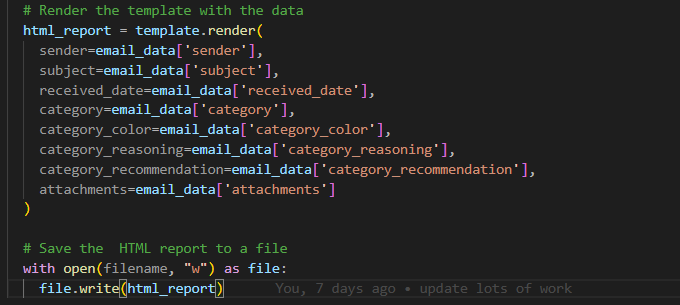 # Render the template with the data
html_report = template.render(
  sender=email_data['sender'],
  subject=email_data['subject'],
  received_date=email_data['received_date'],
  category=email_data['category'],
  category_color=email_data['category_color'],
  category_reasoning=email_data['category_reasoning'],
  category_recommendation=email_data['category_recommendation'],
  attachments=email_data['attachments']
)

# Save the  HTML report to a file
with open(filename, "w") as file:
  file.write(html_report)     You, 7 days ago • update lots of work